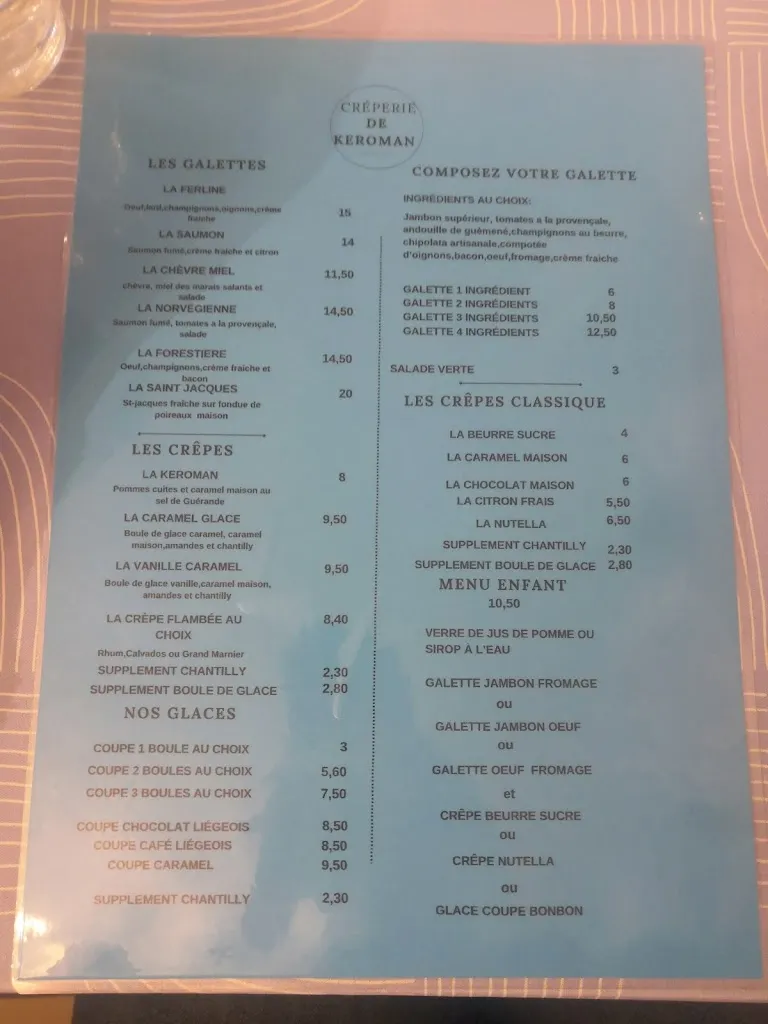 CRÊPERIE
DE
KEROMAN
LES GALETTES
LA FERLINE
Oeuf,boeuf,champignons,oignons,crème 15
fraiche
LA SAUMON
Saumon fumé,crème fraiche et citron 14
LA CHÈVRE MIEL 11,50
chèvre, miel des marais salants et
salade
LA NORVÉGIENNE 14,50
Saumon fumé, tomates a la provençale,
salade
LA FORESTIERE 14,50
Oeuf,champignons,crème fraiche et
bacon
LA SAINT JACQUES 20
St-jacques fraîche sur fondue de
poireaux maison
LES CRÊPES
LA KEROMAN 8
Pommes cuites et caramel maison au
sel de Guérande
LA CARAMEL GLACE 9,50
Boule de glace caramel, caramel
maison,amandes et chantilly
LA VANILLE CARAMEL 9,50
Boule de glace vanille,caramel maison,
amandes et chantilly
LA CRÈPE FLAMBÉE AU 8,40
CHOIX
Rhum,Calvados ou Grand Marnier
SUPPLEMENT CHANTILLY 2,30
SUPPLEMENT BOULE DE GLACE 2,80
NOS GLACES
COUPE 1 BOULE AU CHOIX 3
COUPE 2 BOULES AU CHOIX 5,60
COUPE 3 BOULES AU CHOIX 7,50
COUPE CHOCOLAT LIÉGEOIS 8,50
COUPE CAFÉ LIÉGEOIS 8,50
COUPE CARAMEL 9,50
SUPPLEMENT CHANTILLY 2,30
COMPOSEZ VOTRE GALETTE
INGRÉDIENTS AU CHOIX:
Jambon supérieur, tomates a la provençale,
andouille de guémené,champignons au beurre,
chipolata artisanale,compotée
d'oignons,bacon,oeuf,fromage,crème fraiche
GALETTE 1 INGRÉDIENT 6
GALETTE 2 INGRÉDIENTS 8
GALETTE 3 INGRÉDIENTS 10,50
GALETTE 4 INGRÉDIENTS 12,50
SALADE VERTE 3
LES CRÊPES CLASSIQUE
LA BEURRE SUCRE 4
LA CARAMEL MAISON 6
LA CHOCOLAT MAISON 6
LA CITRON FRAIS 5,50
LA NUTELLA 6,50
SUPPLEMENT CHANTILLY 2,30
SUPPLEMENT BOULE DE GLACE 2,80
MENU ENFANT
10,50
VERRE DE JUS DE POMME OU
SIROP À L'EAU
GALETTE JAMBON FROMAGE
ou
GALETTE JAMBON OEUF
ou
GALETTE OEUF FROMAGE
et
CRÊPE BEURRE SUCRE
ou
CRÊPE NUTELLA
ou
GLACE COUPE BONBON